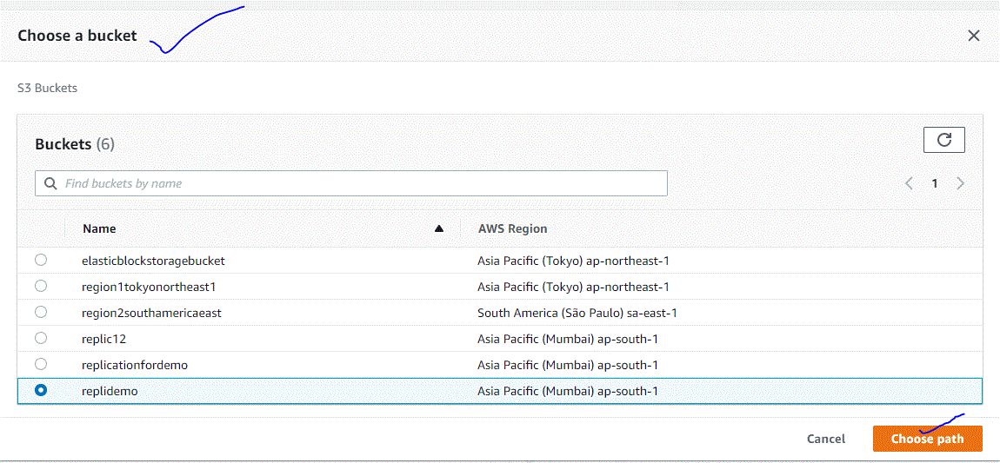 Choose a bucket
S3 Buckets
Buckets (6)
Find buckets by name
1
Name AWS Region
elasticblockstoragebucket Asia Pacific (Tokyo) ap-northeast-1
region1tokyonortheast1 Asia Pacific (Tokyo) ap-northeast-1
region2southamericaeast South America (São Paulo) sa-east-1
replic12 Asia Pacific (Mumbai) ap-south-1
replicationfordemo Asia Pacific (Mumbai) ap-south-1
replidemo Asia Pacific (Mumbai) ap-south-1
Cancel Choose path